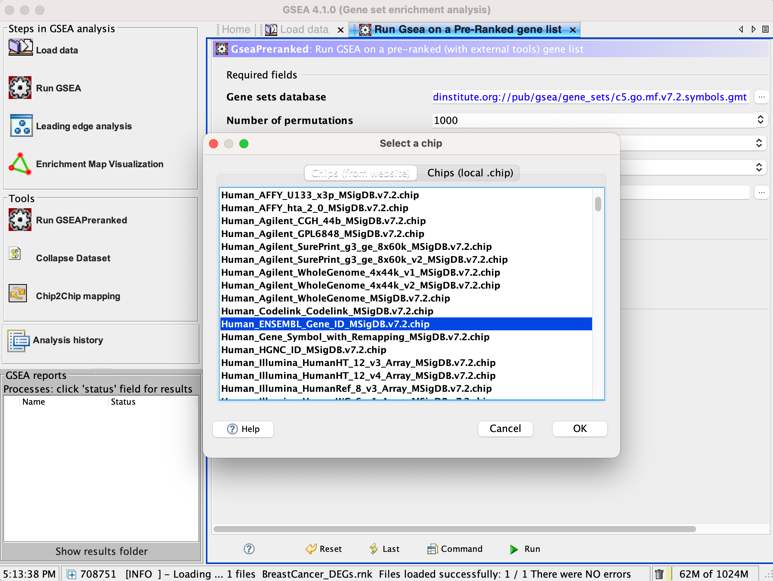 GSEA 4.1.0 (Gene set enrichment analysis)
Steps in GSEA analysis
Load data
Run GSEA
Leading edge analysis
Enrichment Map Visualization
Tools
Run GSEAPreranked
Collapse Dataset
Chip2Chip mapping
Analysis history
GSEA reports
Processes: click 'status' field for results
Name Status
Show results folder
Home Load data × Run Gsea on a Pre-Ranked gene list ×
GseaPreranked: Run GSEA on a pre-ranked (with external tools) gene list
Required fields
Gene sets database dinstitute.org://pub/gsea/gene_sets/c5.go.mf.v7.2.symbols.gmt ...
Number of permutations 1000
...
Select a chip
Chips (from website) Chips (local .chip)
Human_AFFY_U133_x3p_MSigDB.v7.2.chip
Human_AFFY_hta_2_0_MSigDB.v7.2.chip
Human_Agilent_CGH_44b_MSigDB.v7.2.chip
Human_Agilent_GPL6848_MSigDB.v7.2.chip
Human_Agilent_SurePrint_g3_ge_8x60k_MSigDB.v7.2.chip
Human_Agilent_SurePrint_g3_ge_8x60k_v2_MSigDB.v7.2.chip
Human_Agilent_WholeGenome_4x44k_v1_MSigDB.v7.2.chip
Human_Agilent_WholeGenome_4x44k_v2_MSigDB.v7.2.chip
Human_Agilent_WholeGenome_MSigDB.v7.2.chip
Human_Codelink_Codelink_MSigDB.v7.2.chip
Human_ENSEMBL_Gene_ID_MSigDB.v7.2.chip
Human_Gene_Symbol_with_Remapping_MSigDB.v7.2.chip
Human_HGNC_ID_MSigDB.v7.2.chip
Human_Illumina_HumanHT_12_v3_Array_MSigDB.v7.2.chip
Human_Illumina_HumanHT_12_v4_Array_MSigDB.v7.2.chip
Human_Illumina_HumanRef_8_v3_Array_MSigDB.v7.2.chip
? Help Cancel OK
? Reset Last Command Run
5:13:38 PM 708751 [INFO ] - Loading ... 1 files BreastCancer_DEGs.rnk Files loaded successfully: 1 / 1 There were NO errors 62M of 1024M